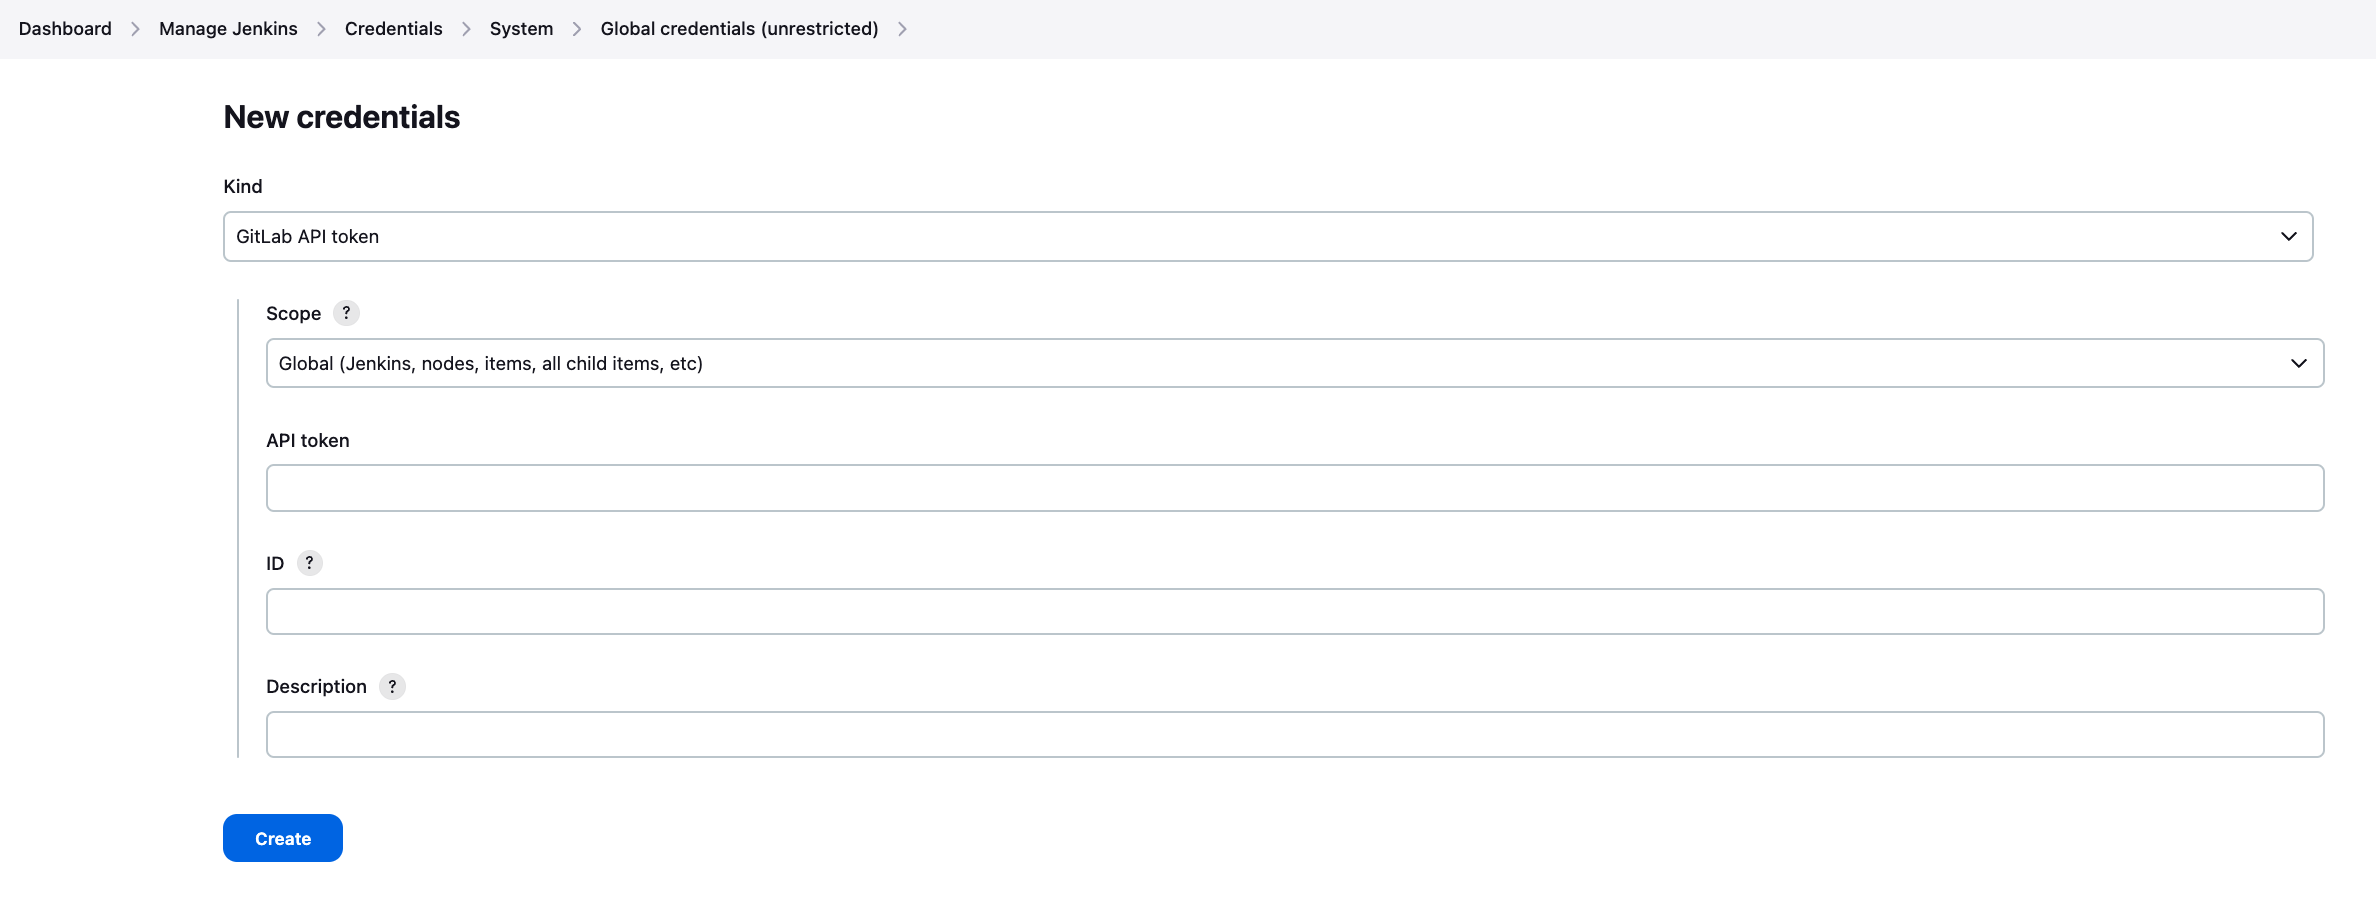 Dashboard > Manage Jenkins > Credentials > System > Global credentials (unrestricted) >
New credentials
Kind
GitLab API token
Scope ?
Global (Jenkins, nodes, items, all child items, etc)
API token
ID ?
Description ?
Create